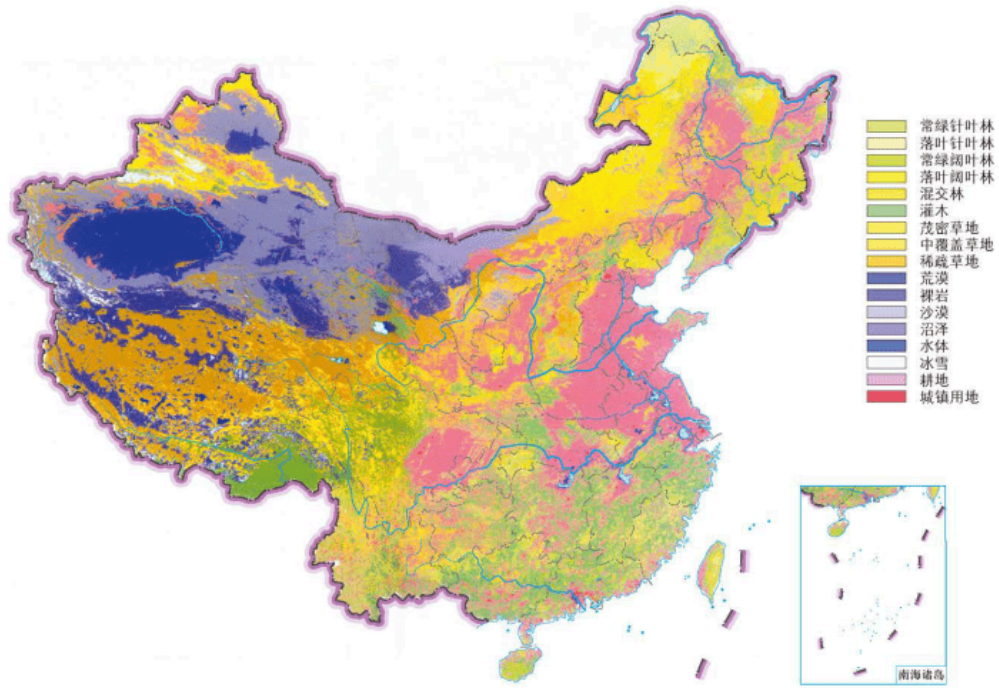 常绿针叶林
落叶针叶林
常绿阔叶林
落叶阔叶林
混交林
灌木
茂密草地
中覆盖草地
稀疏草地
荒漠
裸岩
沙漠
沼泽
水体
冰雪
耕地
城镇用地
南海诸岛